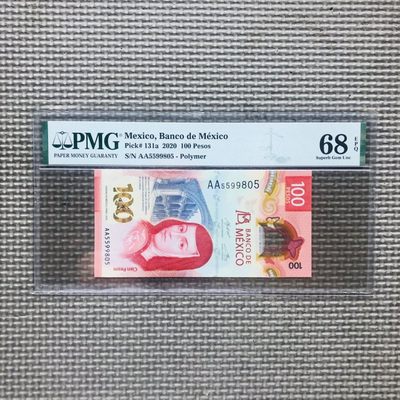 PMG
PAPER MONEY GUARANTY
Mexico, Banco de México
Pick# 131a 2020 100 Pesos
S/N AA5599805 - Polymer
68 EPQ
Superb Gem Unc
100
AA5599805
AA5599805
BANCO DE
MÉXICO
Cien Pesos
100
PESOS
100